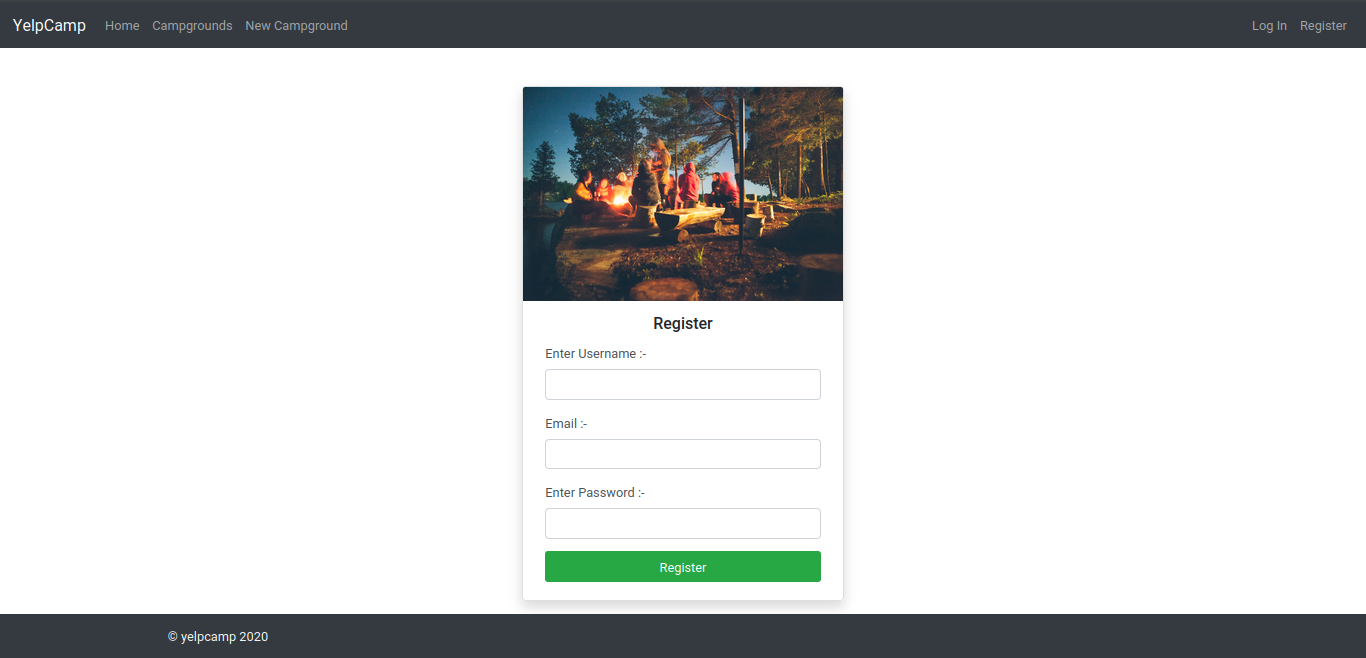 YelpCamp Home Campgrounds New Campground Log In Register
Register
Enter Username :-
Email :-
Enter Password :-
Register
© yelpcamp 2020